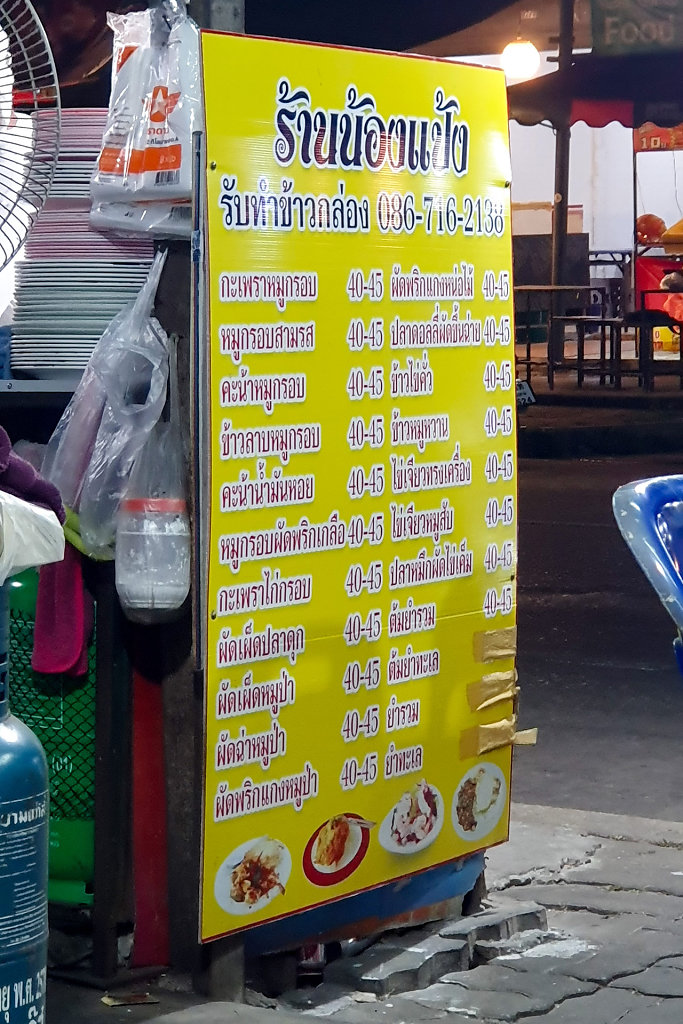 ร้านน้องแป้ง
รับทำข้าวกล่อง 086-716-2138
กะเพราหมูกรอบ 40-45
หมูกรอบสามรส 40-45
คะน้าหมูกรอบ 40-45
ข้าวลาบหมูกรอบ 40-45
คะน้าน้ำมันหอย 40-45
หมูกรอบผัดพริกเกลือ 40-45
กะเพราไก่กรอบ 40-45
ผัดเผ็ดปลาดุก 40-45
ผัดเผ็ดหมูป่า 40-45
ผัดฉ่าหมูป่า 40-45
ผัดพริกแกงหมูป่า 40-45
ผัดพริกแกงหน่อไม้ 40-45
ปลาดอลลี่ผัดขึ้นฉ่าย 40-45
ข้าวไข่คั่ว 40-45
ข้าวหมูหวาน 40-45
ไข่เจียวทรงเครื่อง 40-45
ไข่เจียวหมูสับ 40-45
ปลาหมึกผัดไข่เค็ม 40-45
ต้มยำรวม 40-45
ต้มยำทะเล
ยำรวม
ยำทะเล
Food
10